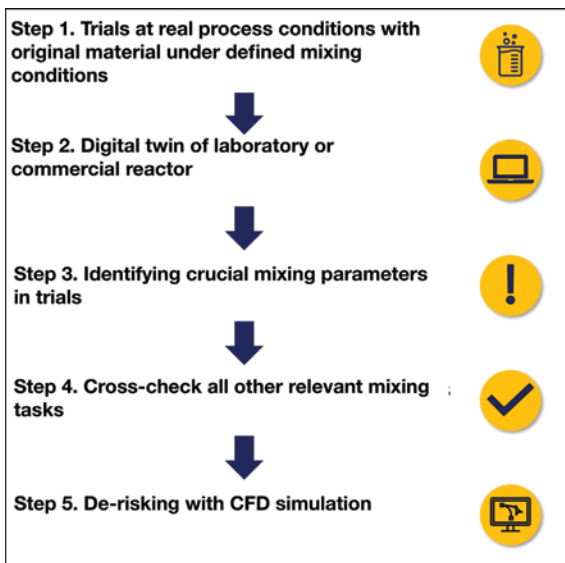 Step 1. Trials at real process conditions with
original material under defined mixing
conditions
Step 2. Digital twin of laboratory or
commercial reactor
Step 3. Identifying crucial mixing parameters
in trials
Step 4. Cross-check all other relevant mixing
tasks
Step 5. De-risking with CFD simulation